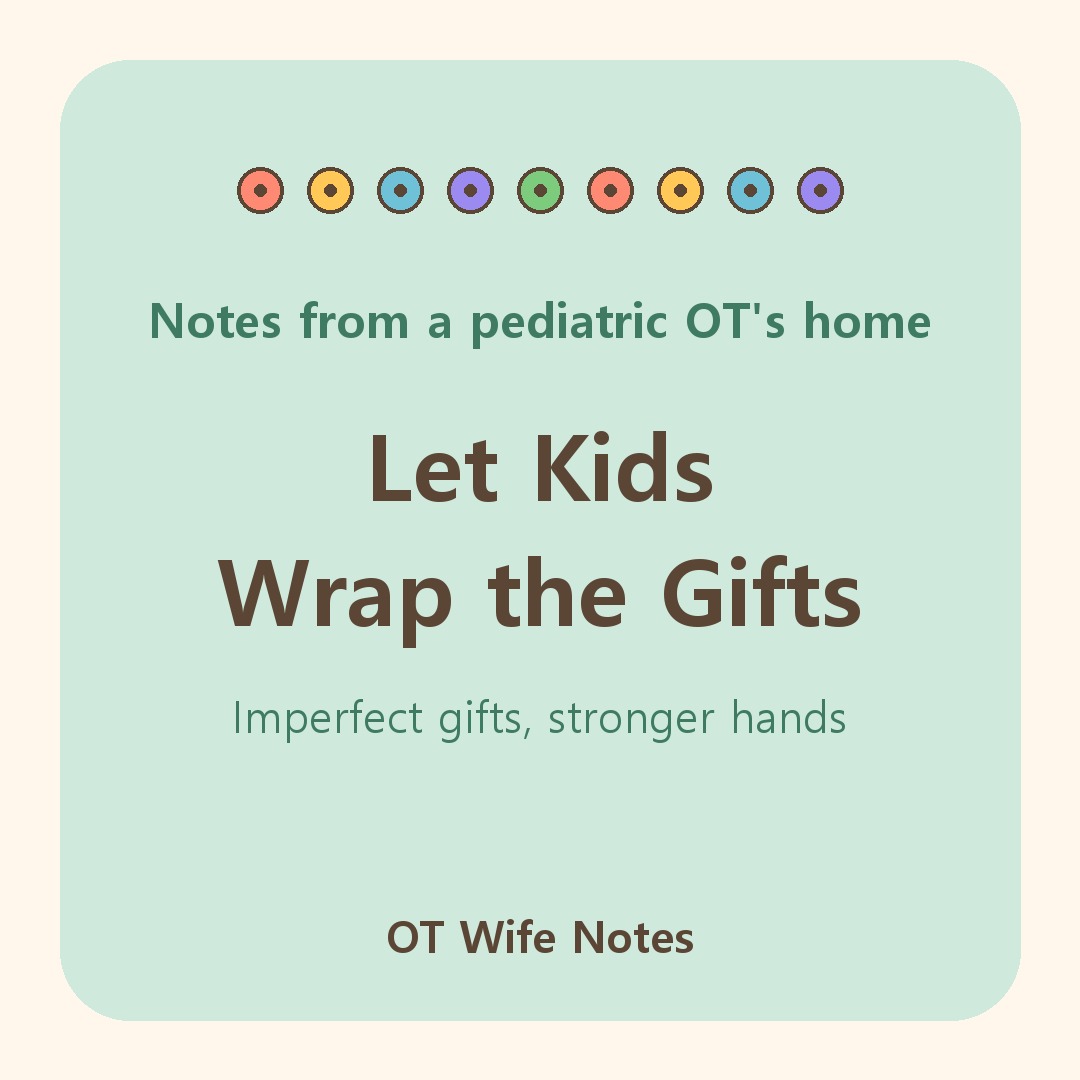 Notes from a pediatric OT's home
Let Kids
Wrap the Gifts
Imperfect gifts, stronger hands
OT Wife Notes